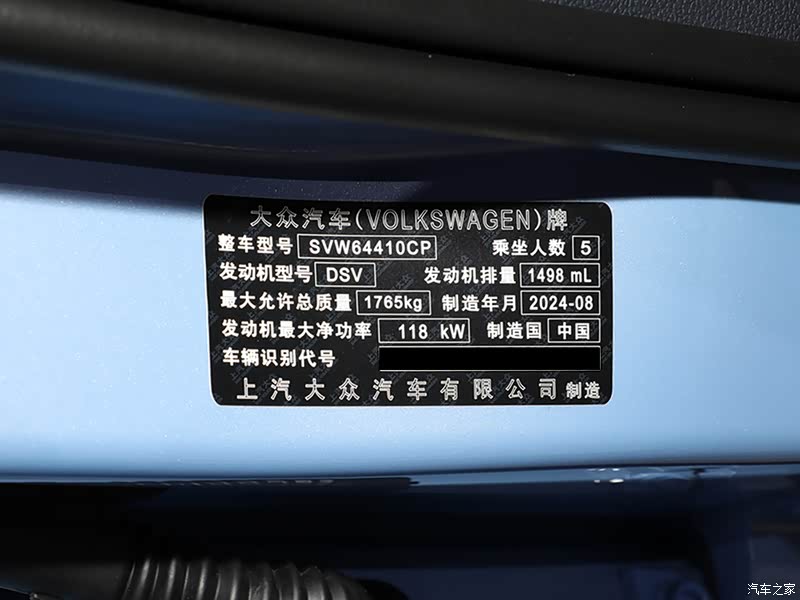 大众汽车(VOLKSWAGEN)牌
整车型号 SVW64410CP 乘坐人数 5
发动机型号 DSV 发动机排量 1498 mL
最大允许总质量 1765kg 制造年月 2024-08
发动机最大净功率 118 kW 制造国 中国
车辆识别代号
上汽大众汽车有限公司 制造
汽车之家